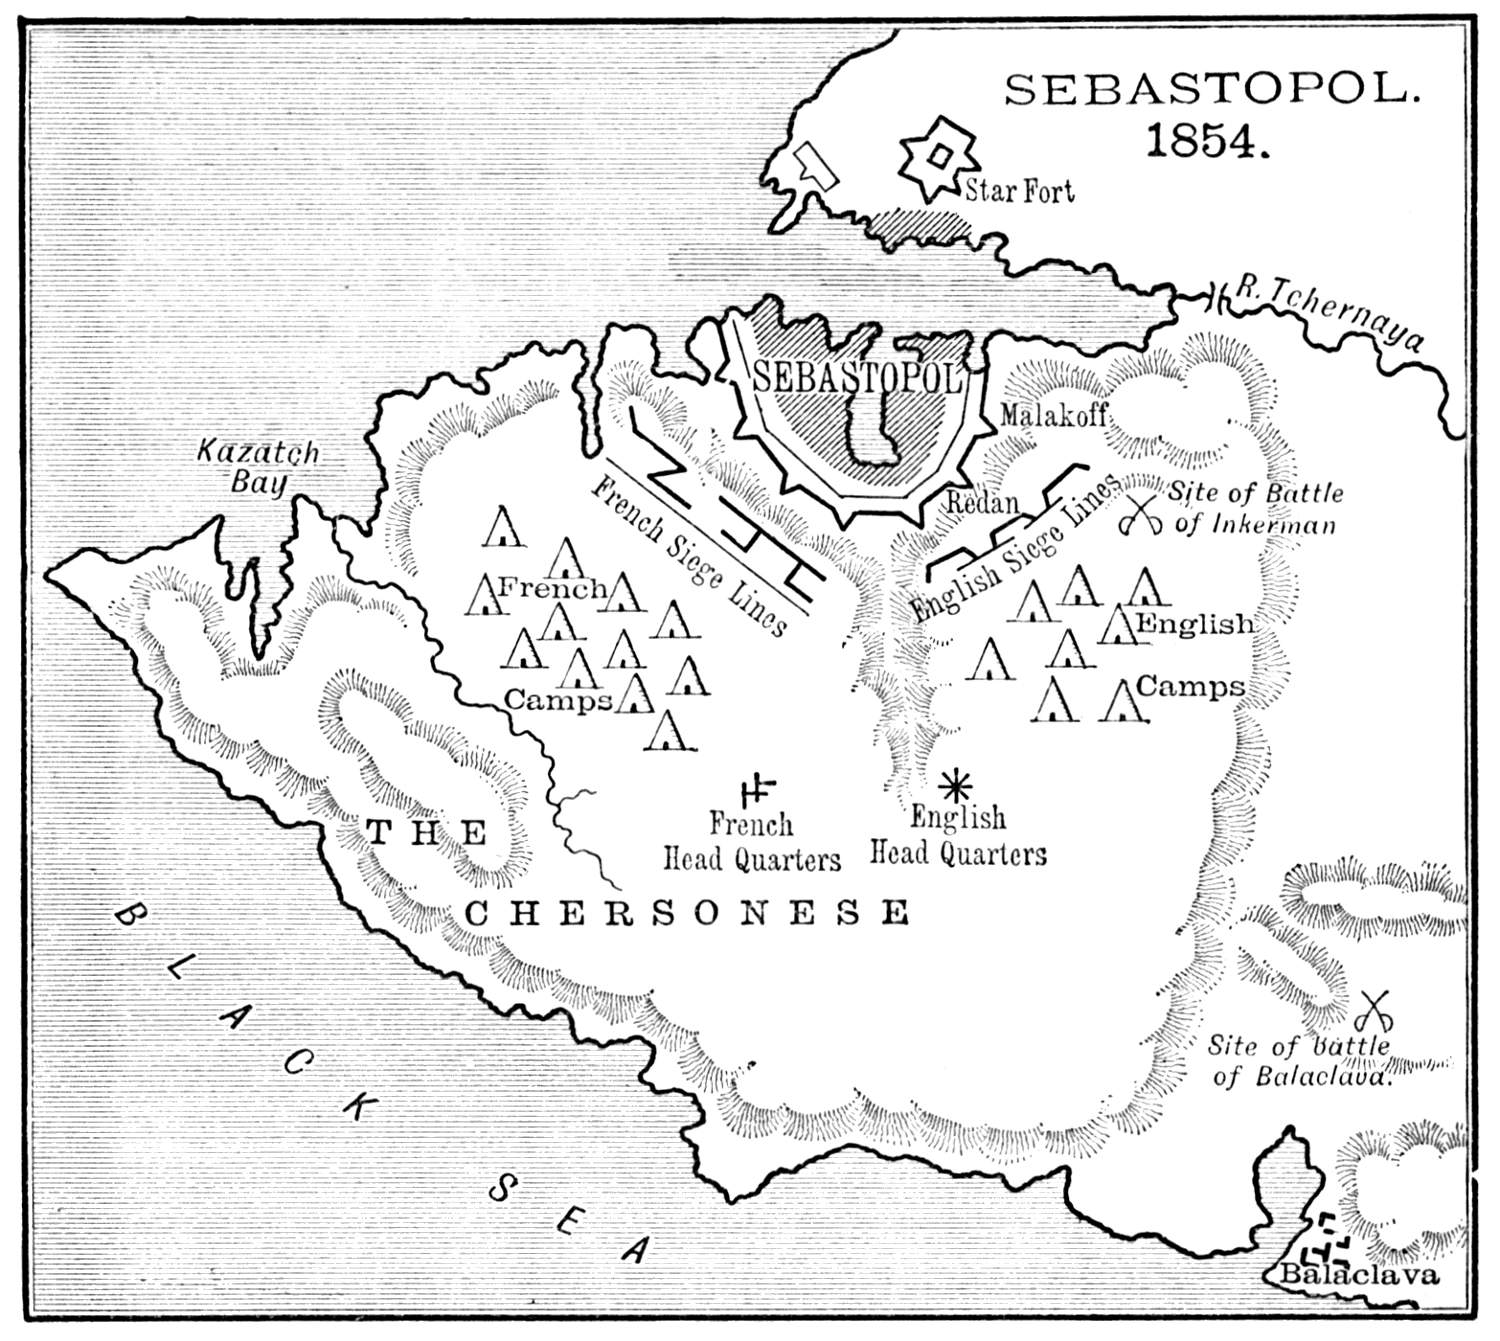 SEBASTOPOL.
1854.
Star Fort
R. Tchernaya
SEBASTOPOL
Malakoff
Kazatch
Bay
Redan
Site of Battle
of Inkerman
French Siege Lines
English Siege Lines
French
Camps
English
Camps
French
Head Quarters
English
Head Quarters
THE
CHERSONESE
BLACK SEA
Site of battle
of Balaclava.
Balaclava